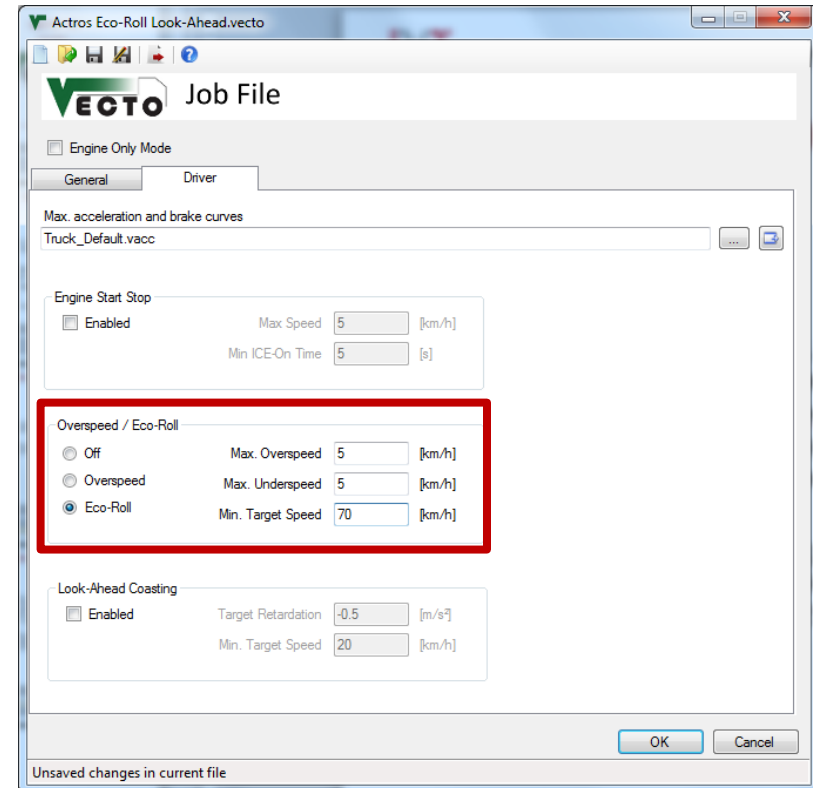 Actros Eco-Roll Look-Ahead.vecto
VECTO Job File
Engine Only Mode
General Driver
Max. acceleration and brake curves
Truck_Default.vacc ...
Engine Start Stop
Enabled Max Speed 5 [km/h]
Min ICE-On Time 5 [s]
Overspeed / Eco-Roll
Off Max. Overspeed 5 [km/h]
Overspeed Max. Underspeed 5 [km/h]
Eco-Roll Min. Target Speed 70 [km/h]
Look-Ahead Coasting
Enabled Target Retardation -0.5 [m/s²]
Min. Target Speed 20 [km/h]
OK Cancel
Unsaved changes in current file